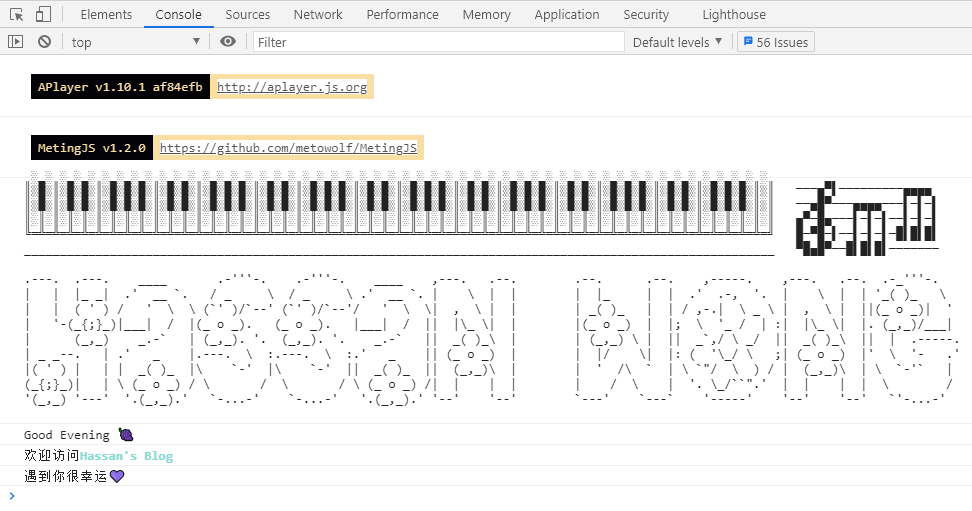 Elements Console Sources Network Performance Memory Application Security Lighthouse
top Filter Default levels 56 Issues
APlayer v1.10.1 af84efb http://aplayer.js.org
MetingJS v1.2.0 https://github.com/metowolf/MetingJS
HASSAN WONG
Good Evening 🍇
欢迎访问Hassan's Blog
遇到你很幸运💜